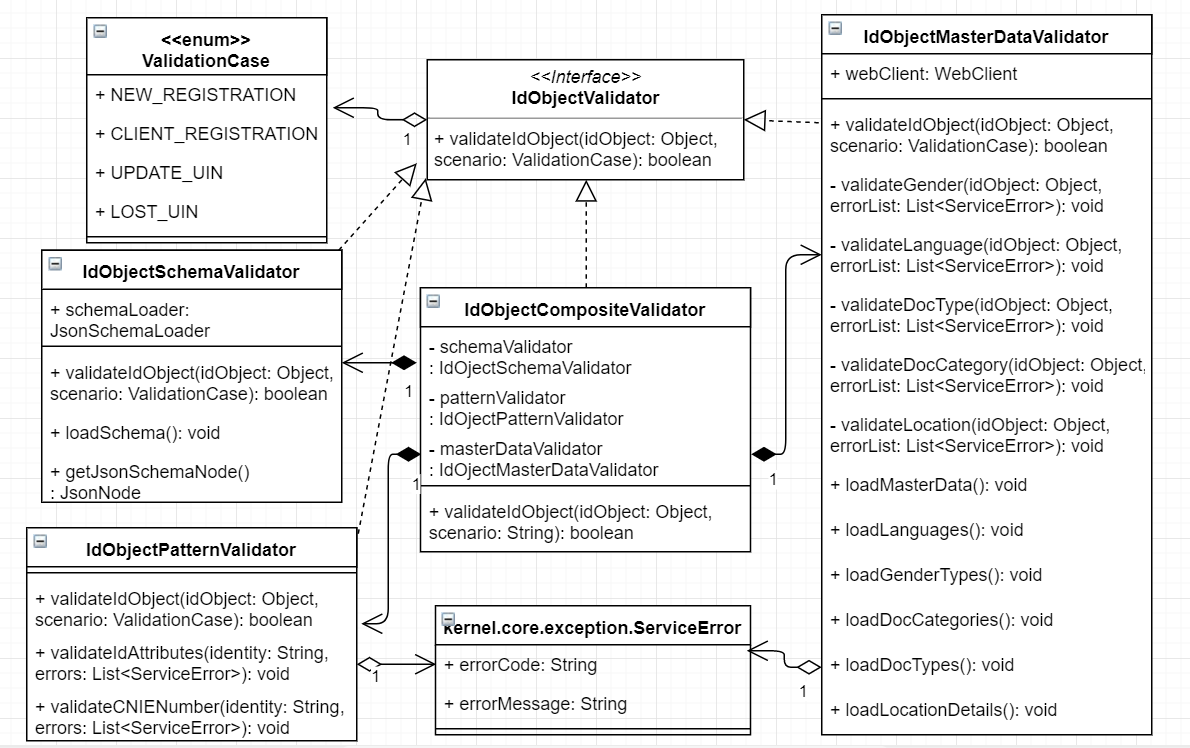 <<enum>>
ValidationCase
+ NEW_REGISTRATION
+ CLIENT_REGISTRATION
+ UPDATE_UIN
+ LOST_UIN
<<Interface>>
IdObjectValidator
+ validateIdObject(idObject: Object,
scenario: ValidationCase): boolean
1
IdObjectMasterDataValidator
+ webClient: WebClient
+ validateIdObject(idObject: Object,
scenario: ValidationCase): boolean
- validateGender(idObject: Object,
errorList: List<ServiceError>): void
- validateLanguage(idObject: Object,
errorList: List<ServiceError>): void
- validateDocType(idObject: Object,
errorList: List<ServiceError>): void
- validateDocCategory(idObject: Object,
errorList: List<ServiceError>): void
- validateLocation(idObject: Object,
errorList: List<ServiceError>): void
+ loadMasterData(): void
+ loadLanguages(): void
+ loadGenderTypes(): void
+ loadDocCategories(): void
+ loadDocTypes(): void
+ loadLocationDetails(): void
IdObjectSchemaValidator
+ schemaLoader:
JsonSchemaLoader
+ validateIdObject(idObject: Object,
scenario: ValidationCase): boolean
+ loadSchema(): void
+ getJsonSchemaNode()
: JsonNode
IdObjectCompositeValidator
- schemaValidator
: IdOjectSchemaValidator
- patternValidator
: IdOjectPatternValidator
- masterDataValidator
: IdOjectMasterDataValidator
+ validateIdObject(idObject: Object,
scenario: String): boolean
1
1
1
IdObjectPatternValidator
+ validateIdObject(idObject: Object,
scenario: ValidationCase): boolean
+ validateIdAttributes(identity: String,
errors: List<ServiceError>): void
+ validateCNIENumber(identity: String,
errors: List<ServiceError>): void
1
kernel.core.exception.ServiceError
+ errorCode: String
+ errorMessage: String
1